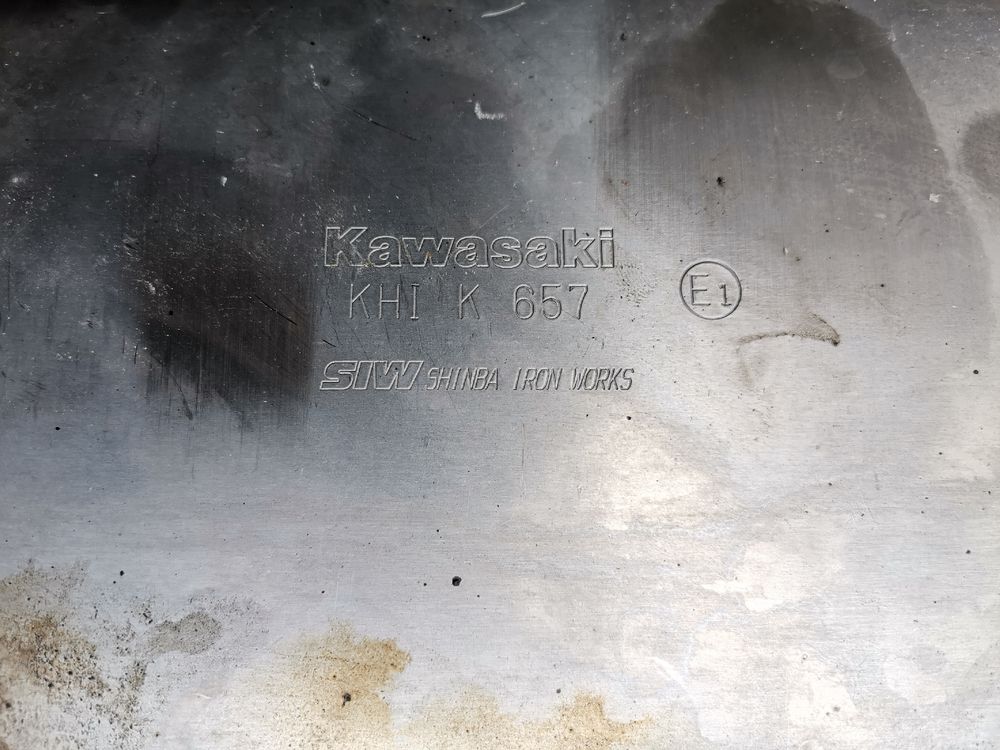 Kawasaki
KHI K 657
E1
SIW SHINBA IRON WORKS